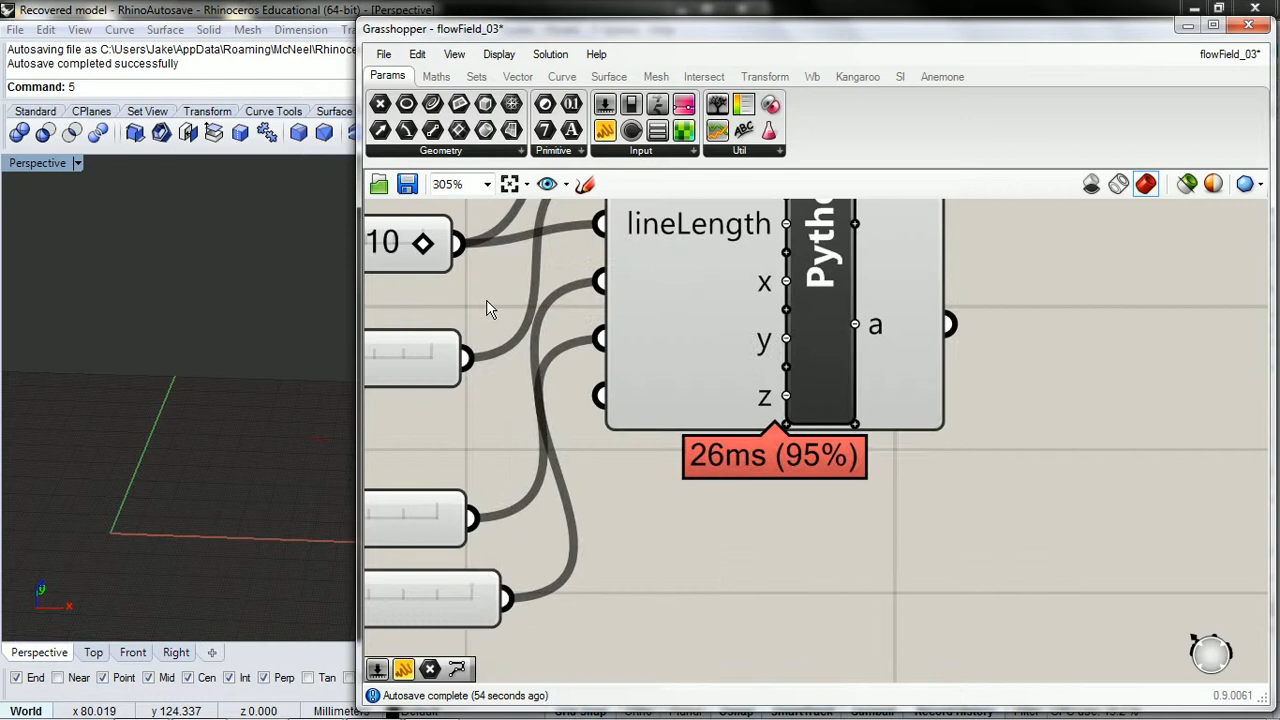 Recovered model - RhinoAutosave - Rhinoceros Educational (64-bit) - [Perspective]
File Edit View Curve Surface Solid Mesh Dimension
Autosaving file as C:\Users\Jake\AppData\Roaming\McNeel\Rhinoce
Autosave completed successfully
Command: 5
Standard CPlanes Set View Transform Curve Tools Surface
Perspective
Perspective Top Front Right
End Near Point Mid Cen Int Perp Tan
World x 80.019 y 124.337 z 0.000 Millimeters Default
Grasshopper - flowField_03*
File Edit View Display Solution Help flowField_03*
Params Maths Sets Vector Curve Surface Mesh Intersect Transform Wb Kangaroo SI Anemone
Geometry Primitive Input Util
305%
10
lineLength
x
y
z
Pytho
a
26ms (95%)
Autosave complete (54 seconds ago)
0.9.0061